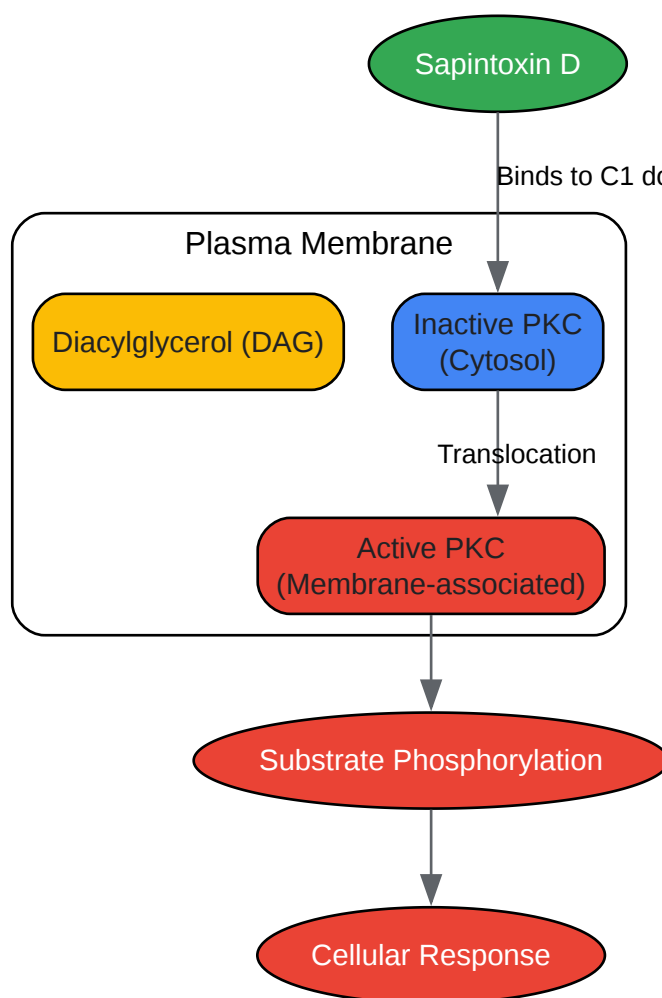 Sapintoxin D
Binds to C1 do
Plasma Membrane
Diacylglycerol (DAG)
Inactive PKC
(Cytosol)
Translocation
Active PKC
(Membrane-associated)
Substrate Phosphorylation
Cellular Response